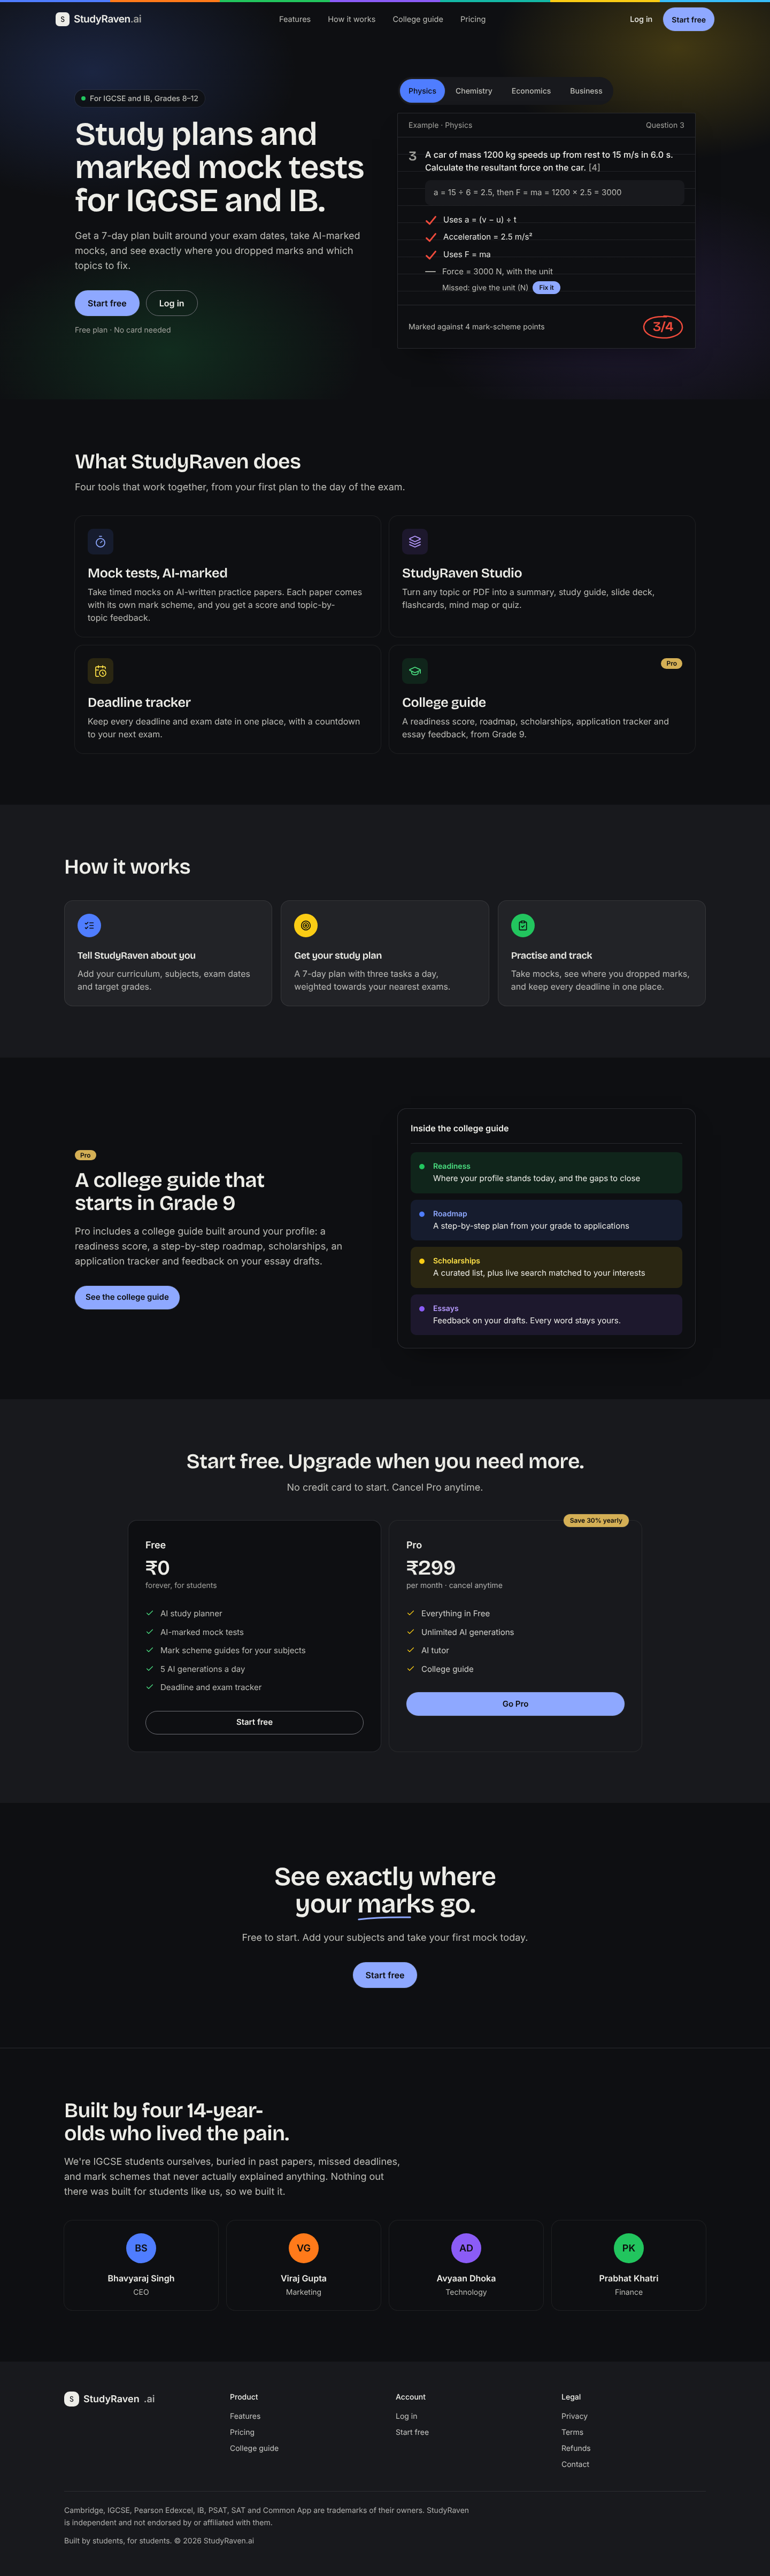 S StudyRaven.ai
Features
How it works
College guide
Pricing
Log in
Start free
For IGCSE and IB, Grades 8–12
Study plans and
marked mock tests
for IGCSE and IB.
Get a 7-day plan built around your exam dates, take AI-marked
mocks, and see exactly where you dropped marks and which
topics to fix.
Start free
Log in
Free plan · No card needed
Physics
Chemistry
Economics
Business
Example · Physics
Question 3
3
A car of mass 1200 kg speeds up from rest to 15 m/s in 6.0 s.
Calculate the resultant force on the car. [4]
a = 15 ÷ 6 = 2.5, then F = ma = 1200 × 2.5 = 3000
Uses a = (v − u) ÷ t
Acceleration = 2.5 m/s²
Uses F = ma
Force = 3000 N, with the unit
Missed: give the unit (N)
Fix it
Marked against 4 mark-scheme points
3/4
What StudyRaven does
Four tools that work together, from your first plan to the day of the exam.
Mock tests, AI-marked
Take timed mocks on AI-written practice papers. Each paper comes
with its own mark scheme, and you get a score and topic-by-
topic feedback.
StudyRaven Studio
Turn any topic or PDF into a summary, study guide, slide deck,
flashcards, mind map or quiz.
Deadline tracker
Keep every deadline and exam date in one place, with a countdown
to your next exam.
Pro
College guide
A readiness score, roadmap, scholarships, application tracker and
essay feedback, from Grade 9.
How it works
Tell StudyRaven about you
Add your curriculum, subjects, exam dates
and target grades.
Get your study plan
A 7-day plan with three tasks a day,
weighted towards your nearest exams.
Practise and track
Take mocks, see where you dropped marks,
and keep every deadline in one place.
Pro
A college guide that
starts in Grade 9
Pro includes a college guide built around your profile: a
readiness score, a step-by-step roadmap, scholarships, an
application tracker and feedback on your essay drafts.
See the college guide
Inside the college guide
Readiness
Where your profile stands today, and the gaps to close
Roadmap
A step-by-step plan from your grade to applications
Scholarships
A curated list, plus live search matched to your interests
Essays
Feedback on your drafts. Every word stays yours.
Start free. Upgrade when you need more.
No credit card to start. Cancel Pro anytime.
Free
₹0
forever, for students
AI study planner
AI-marked mock tests
Mark scheme guides for your subjects
5 AI generations a day
Deadline and exam tracker
Start free
Save 30% yearly
Pro
₹299
per month · cancel anytime
Everything in Free
Unlimited AI generations
AI tutor
College guide
Go Pro
See exactly where
your marks go.
Free to start. Add your subjects and take your first mock today.
Start free
Built by four 14-year-
olds who lived the pain.
We're IGCSE students ourselves, buried in past papers, missed deadlines,
and mark schemes that never actually explained anything. Nothing out
there was built for students like us, so we built it.
BS
Bhavyaraj Singh
CEO
VG
Viraj Gupta
Marketing
AD
Avyaan Dhoka
Technology
PK
Prabhat Khatri
Finance
S StudyRaven .ai
Product
Features
Pricing
College guide
Account
Log in
Start free
Legal
Privacy
Terms
Refunds
Contact
Cambridge, IGCSE, Pearson Edexcel, IB, PSAT, SAT and Common App are trademarks of their owners. StudyRaven
is independent and not endorsed by or affiliated with them.
Built by students, for students. © 2026 StudyRaven.ai